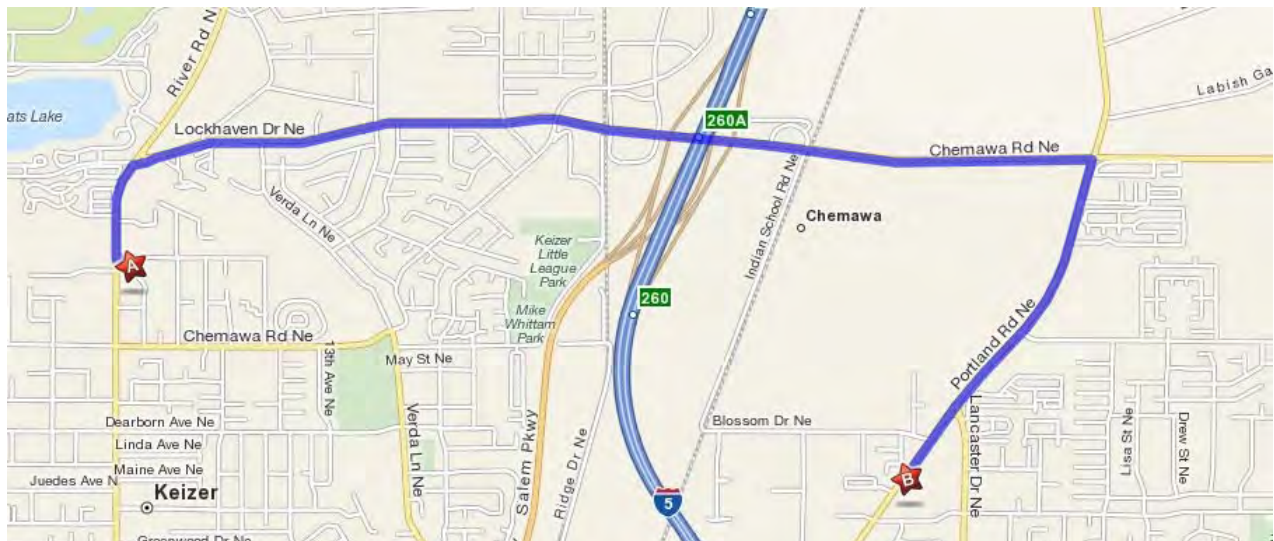 River Rd N
ats Lake
Lockhaven Dr Ne
260A
Chemawa Rd Ne
Labish Ga
Verda Ln Ne
Indian School Rd Ne
Chemawa
A
Keizer
Little
League
Park
260
Mike
Whittam
Park
Chemawa Rd Ne
13th Ave Ne
May St Ne
Portland Rd Ne
Dearborn Ave Ne
Verda Ln Ne
Salem Pkwy
Ridge Dr Ne
Blossom Dr Ne
Lancaster Dr Ne
Lisa St Ne
Drew St Ne
Linda Ave Ne
Maine Ave Ne
Juedes Ave N
Keizer
5
B
Greenwood Dr Ne